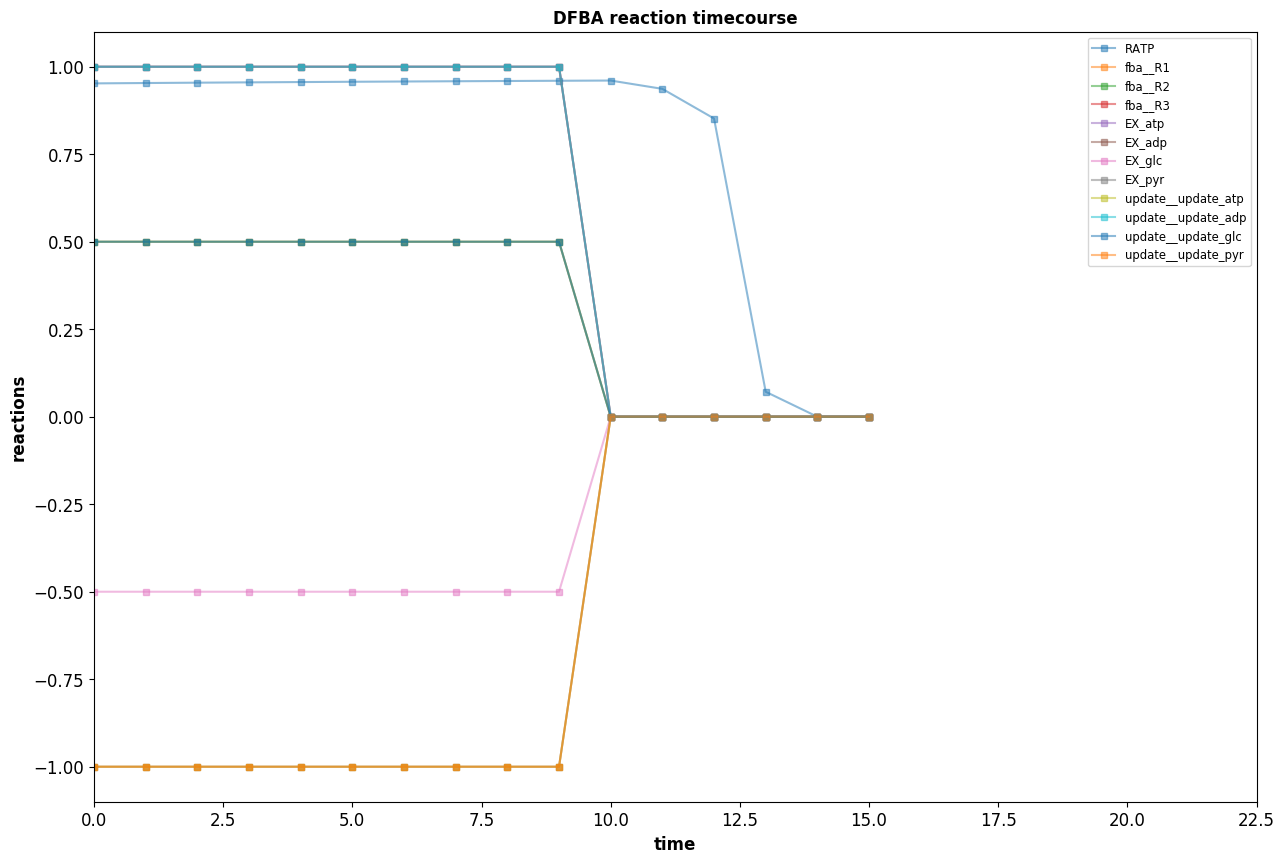 DFBA reaction timecourse
1.00
0.75
0.50
0.25
0.00
−0.25
−0.50
−0.75
−1.00
reactions
RATP
fba__R1
fba__R2
fba__R3
EX_atp
EX_adp
EX_glc
EX_pyr
update__update_atp
update__update_adp
update__update_glc
update__update_pyr
0.0 2.5 5.0 7.5 10.0 12.5 15.0 17.5 20.0 22.5
time